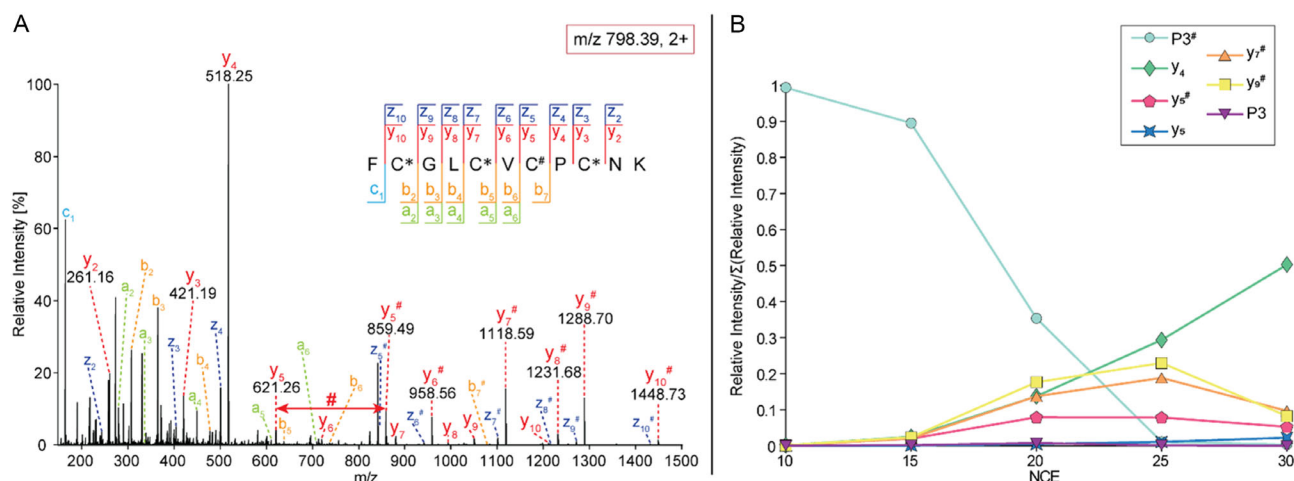 A
m/z 798.39, 2+
Relative Intensity [%]
100
80
60
40
20
0
y4
518.25
c1
y2
261.16
a2
b2
b3
a3
z2
z3
y3
421.19
b4
a4
z4
a5
b5
y5
621.26
#
a6
y6
b6
y5#
859.49
z5#
y7
z6#
y6#
958.56
y8
y9
b7#
y7#
1118.59
z7#
y10
z8#
y8#
1231.68
z9#
y9#
1288.70
z10#
y10#
1448.73
z10 z9 z8 z7 z6 z5 z4 z3 z2
y10 y9 y8 y7 y6 y5 y4 y3 y2
F C* G L C* V C# P C* N K
c1 b2 b3 b4 b5 b6 b7
a2 a3 a4 a5 a6
200 300 400 500 600 700 800 900 1000 1100 1200 1300 1400 1500
m/z
B
P3#
y4
y5#
y5
y7#
y9#
P3
Relative Intensity/Σ(Relative Intensity)
1
0.9
0.8
0.7
0.6
0.5
0.4
0.3
0.2
0.1
0
10 15 20 25 30
NCE